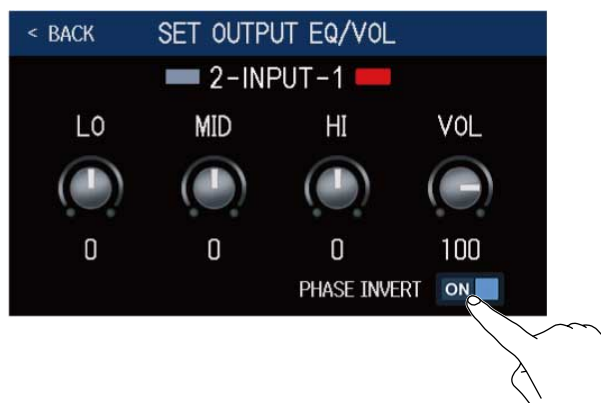 < BACK SET OUTPUT EQ/VOL
2-INPUT-1
LO MID HI VOL
0 0 0 100
PHASE INVERT ON